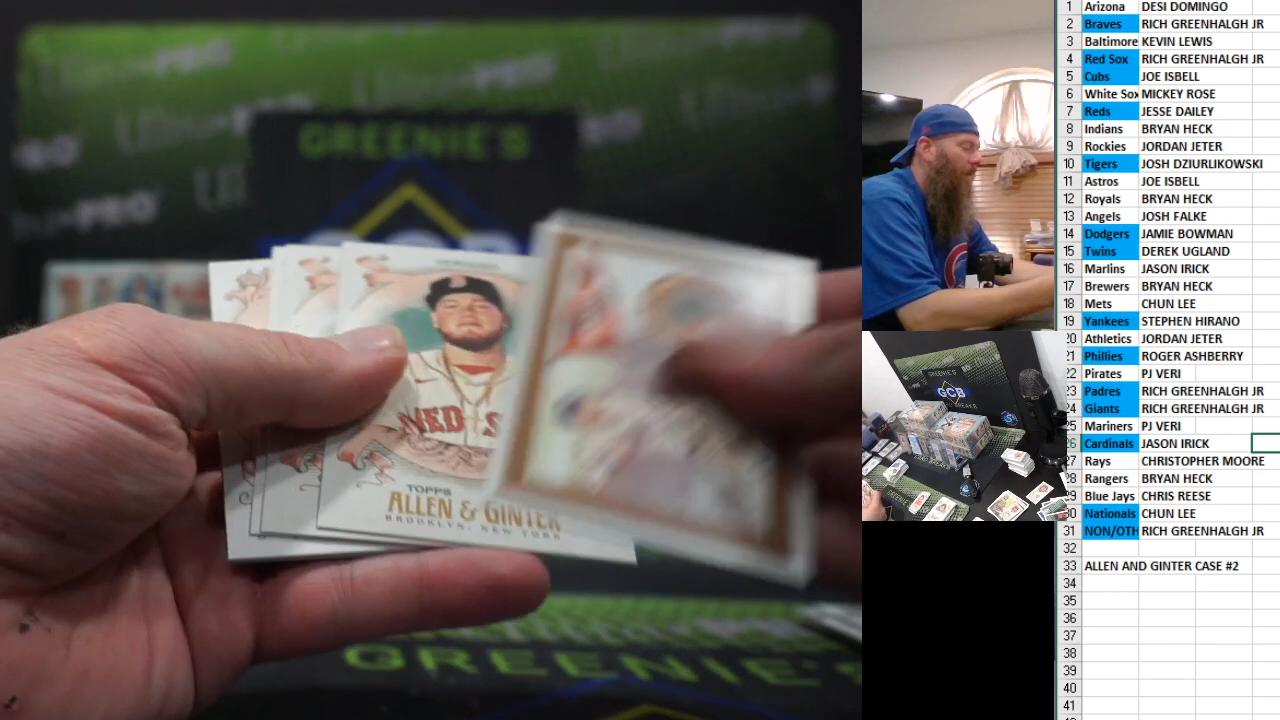 GREENIE'S
GCB
NED S
TOPPS
ALLEN & GINTER
BROOKLYN, NEW YORK
GREENIE'S
GREENIE'S
GCB
1 Arizona DESI DOMINGO
2 Braves RICH GREENHALGH JR
3 Baltimore KEVIN LEWIS
4 Red Sox RICH GREENHALGH JR
5 Cubs JOE ISBELL
6 White Sox MICKEY ROSE
7 Reds JESSE DAILEY
8 Indians BRYAN HECK
9 Rockies JORDAN JETER
10 Tigers JOSH DZIURLIKOWSKI
11 Astros JOE ISBELL
12 Royals BRYAN HECK
13 Angels JOSH FALKE
14 Dodgers JAMIE BOWMAN
15 Twins DEREK UGLAND
16 Marlins JASON IRICK
17 Brewers BRYAN HECK
18 Mets CHUN LEE
19 Yankees STEPHEN HIRANO
20 Athletics JORDAN JETER
21 Phillies ROGER ASHBERRY
22 Pirates PJ VERI
23 Padres RICH GREENHALGH JR
24 Giants RICH GREENHALGH JR
25 Mariners PJ VERI
26 Cardinals JASON IRICK
27 Rays CHRISTOPHER MOORE
28 Rangers BRYAN HECK
29 Blue Jays CHRIS REESE
30 Nationals CHUN LEE
31 NON/OTH RICH GREENHALGH JR
32
33 ALLEN AND GINTER CASE #2
34
35
36
37
38
39
40
41